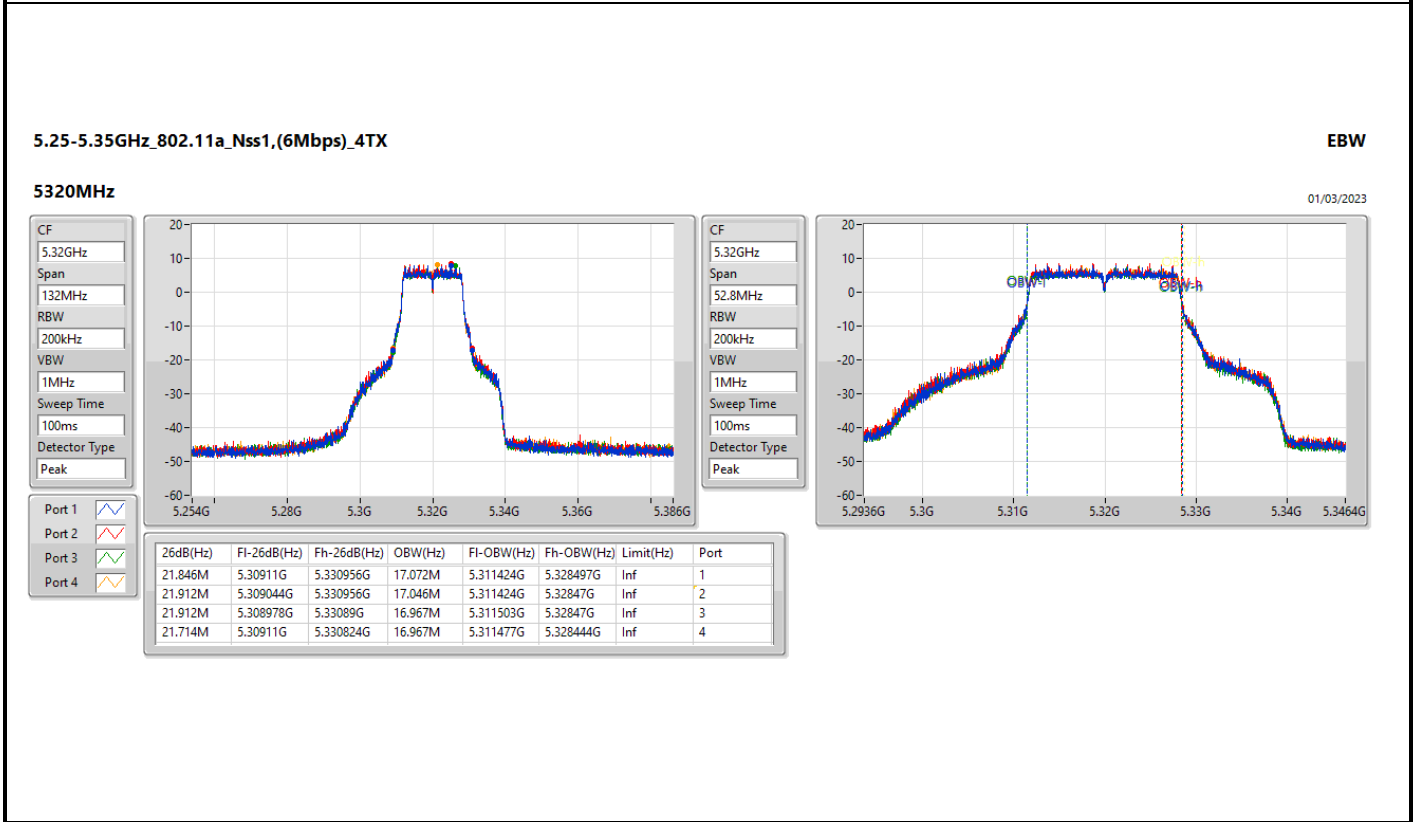 5.25-5.35GHz_802.11a_Nss1,(6Mbps)_4TX
EBW
5320MHz
01/03/2023
CF
5.32GHz
Span
132MHz
RBW
200kHz
VBW
1MHz
Sweep Time
100ms
Detector Type
Peak
20
10
0
-10
-20
-30
-40
-50
-60
5.254G 5.28G 5.3G 5.32G 5.34G 5.36G 5.386G
CF
5.32GHz
Span
52.8MHz
RBW
200kHz
VBW
1MHz
Sweep Time
100ms
Detector Type
Peak
20
10
0
-10
-20
-30
-40
-50
-60
OBW-l
OBW-h
5.2936G 5.3G 5.31G 5.32G 5.33G 5.34G 5.3464G
Port 1
Port 2
Port 3
Port 4
26dB(Hz) Fl-26dB(Hz) Fh-26dB(Hz) OBW(Hz) Fl-OBW(Hz) Fh-OBW(Hz) Limit(Hz) Port
21.846M 5.30911G 5.330956G 17.072M 5.311424G 5.328497G Inf 1
21.912M 5.309044G 5.330956G 17.046M 5.311424G 5.32847G Inf 2
21.912M 5.308978G 5.33089G 16.967M 5.311503G 5.32847G Inf 3
21.714M 5.30911G 5.330824G 16.967M 5.311477G 5.328444G Inf 4